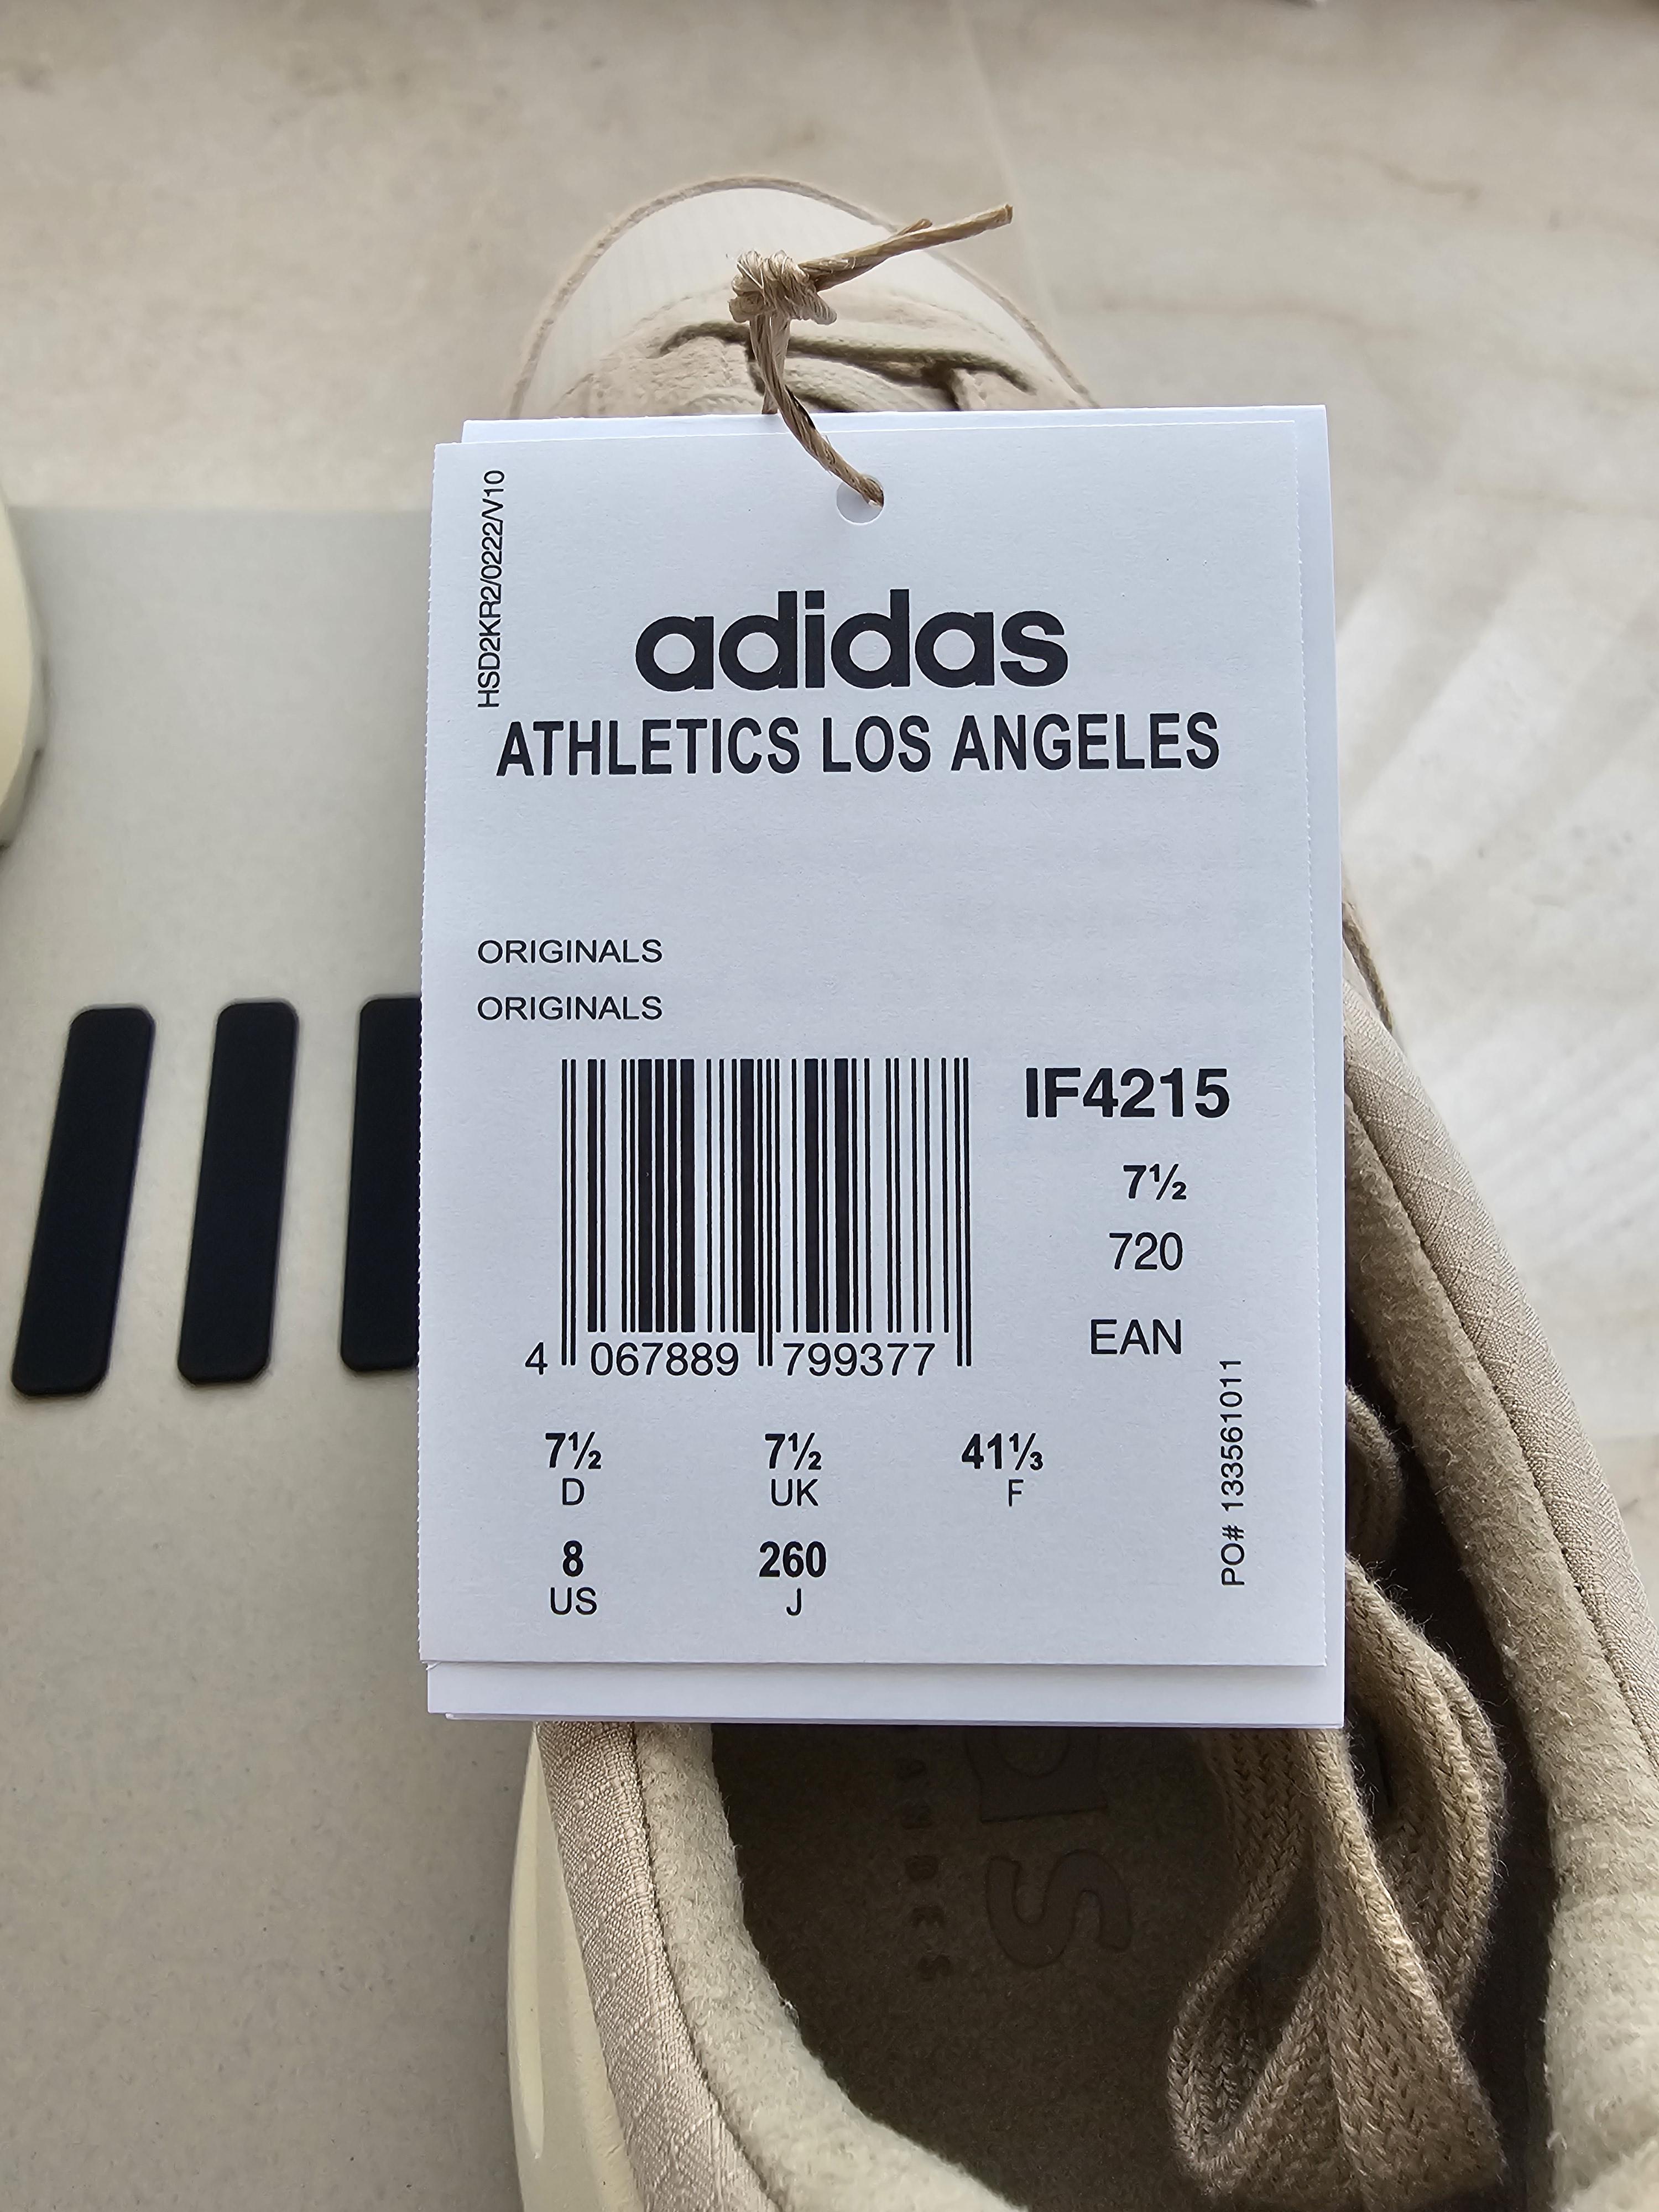 HSD2KR2/0222/V10
adidas
ATHLETICS LOS ANGELES
ORIGINALS
ORIGINALS
IF4215
7½
720
EAN
4 067889 799377
7½ 7½ 41⅓
D UK F
8 260
US J
PO# 133561011